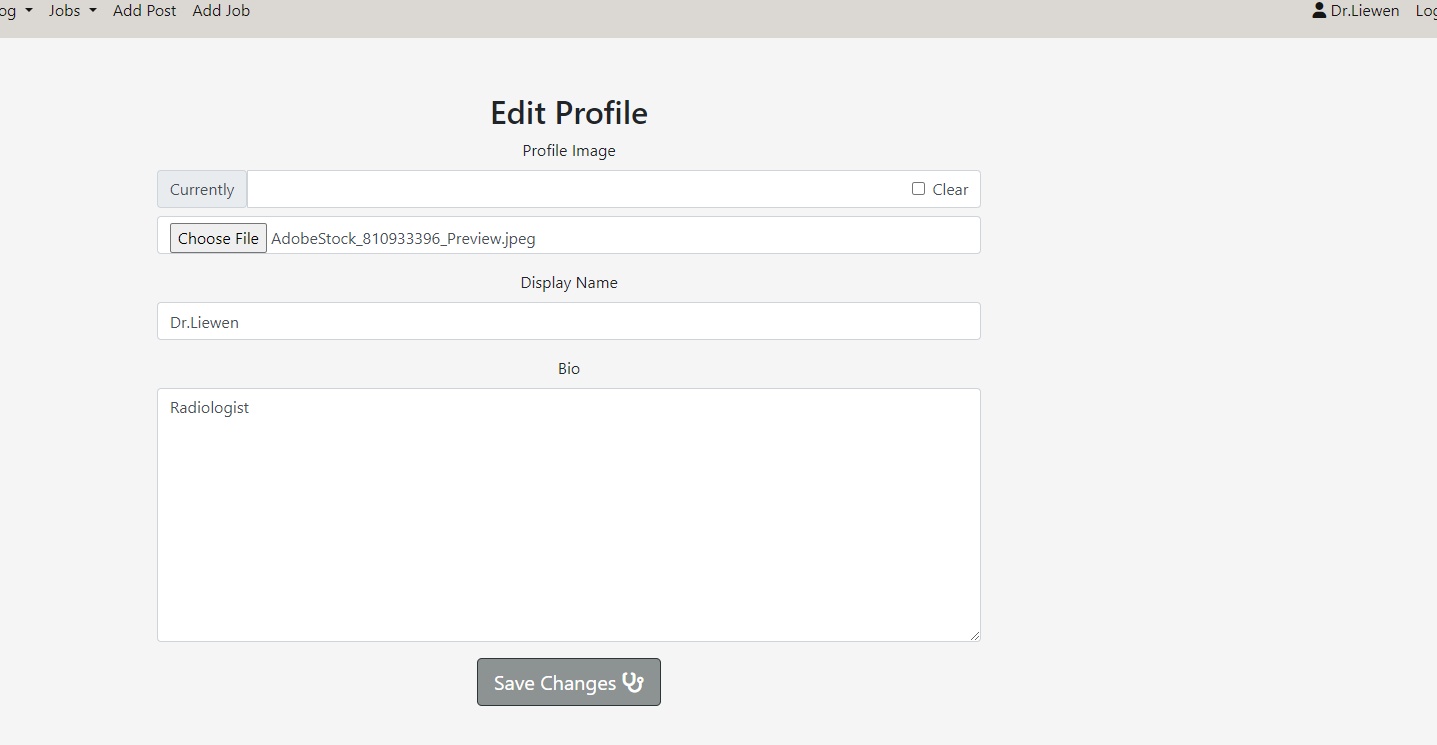 og Jobs Add Post Add Job Dr.Liewen Log
Edit Profile
Profile Image
Currently Clear
Choose File AdobeStock_810933396_Preview.jpeg
Display Name
Dr.Liewen
Bio
Radiologist
Save Changes